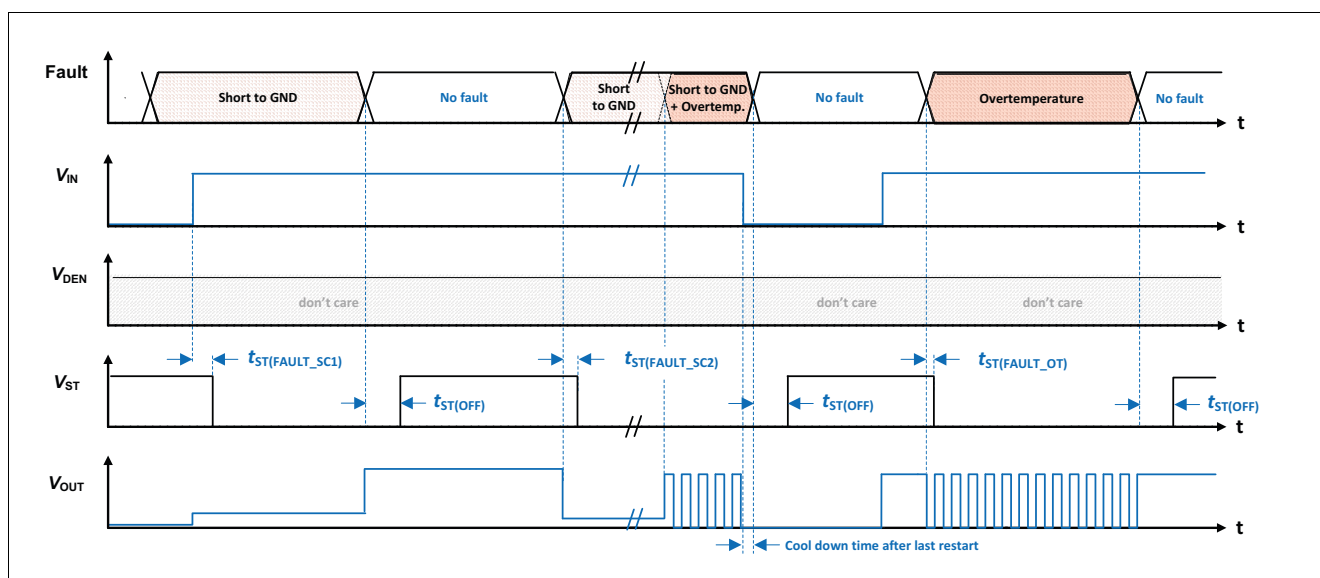 Fault
Short to GND
No fault
Short
to GND
Short to GND
+ Overtemp.
No fault
Overtemperature
No fault
t
VIN
t
VDEN
don't care
don't care
don't care
t
tST(FAULT_SC1)
tST(FAULT_SC2)
tST(FAULT_OT)
VST
tST(OFF)
tST(OFF)
tST(OFF)
t
VOUT
t
Cool down time after last restart